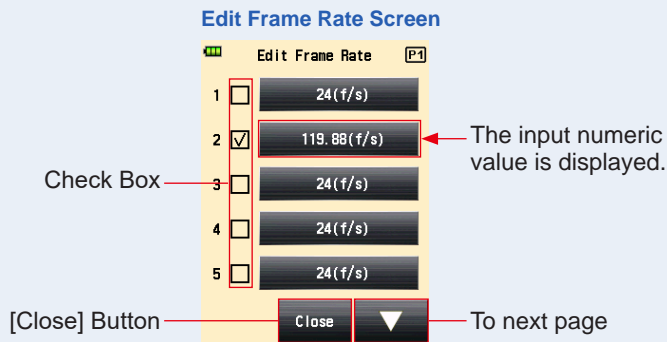 Edit Frame Rate Screen
Edit Frame Rate P1
1 24(f/s)
2 119.88(f/s)
The input numeric
value is displayed.
Check Box
3 24(f/s)
4 24(f/s)
5 24(f/s)
[Close] Button
Close
To next page